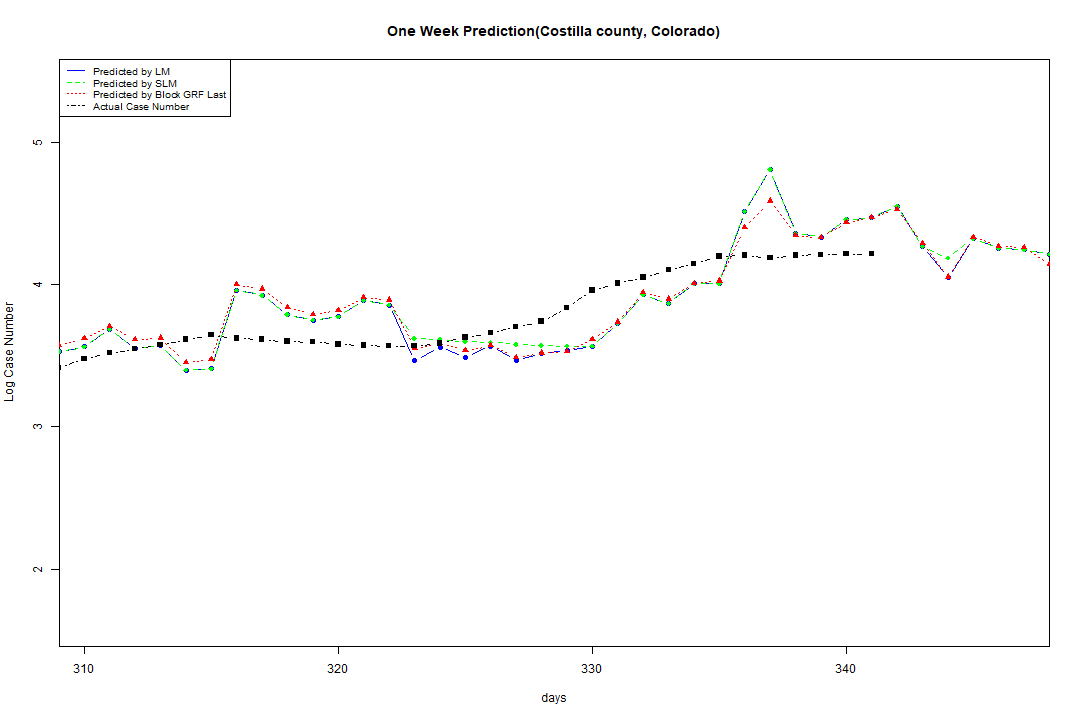 One Week Prediction(Costilla county, Colorado)
Predicted by LM
Predicted by SLM
Predicted by Block GRF Last
Actual Case Number
5
4
3
2
Log Case Number
310 320 330 340
days